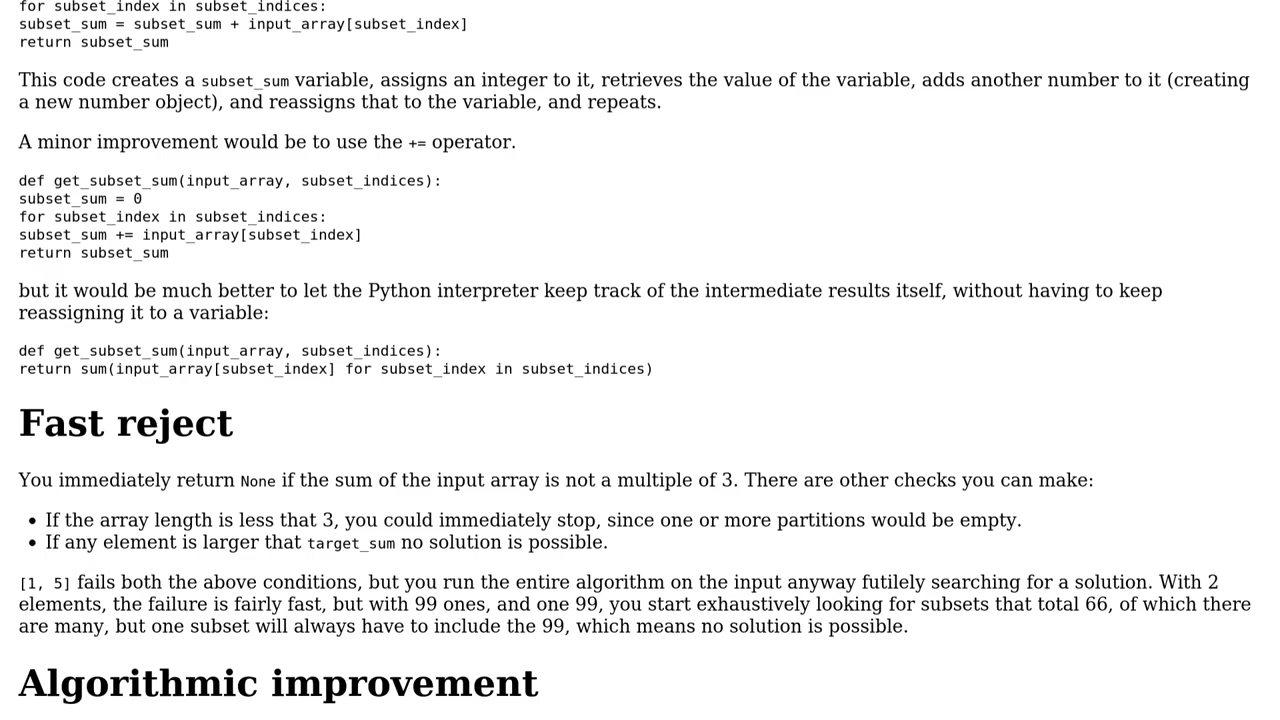 for subset_index in subset_indices:
subset_sum = subset_sum + input_array[subset_index]
return subset_sum
This code creates a subset_sum variable, assigns an integer to it, retrieves the value of the variable, adds another number to it (creating
a new number object), and reassigns that to the variable, and repeats.
A minor improvement would be to use the += operator.
def get_subset_sum(input_array, subset_indices):
subset_sum = 0
for subset_index in subset_indices:
subset_sum += input_array[subset_index]
return subset_sum
but it would be much better to let the Python interpreter keep track of the intermediate results itself, without having to keep
reassigning it to a variable:
def get_subset_sum(input_array, subset_indices):
return sum(input_array[subset_index] for subset_index in subset_indices)
Fast reject
You immediately return None if the sum of the input array is not a multiple of 3. There are other checks you can make:
• If the array length is less that 3, you could immediately stop, since one or more partitions would be empty.
• If any element is larger that target_sum no solution is possible.
[1, 5] fails both the above conditions, but you run the entire algorithm on the input anyway futilely searching for a solution. With 2
elements, the failure is fairly fast, but with 99 ones, and one 99, you start exhaustively looking for subsets that total 66, of which there
are many, but one subset will always have to include the 99, which means no solution is possible.
Algorithmic improvement